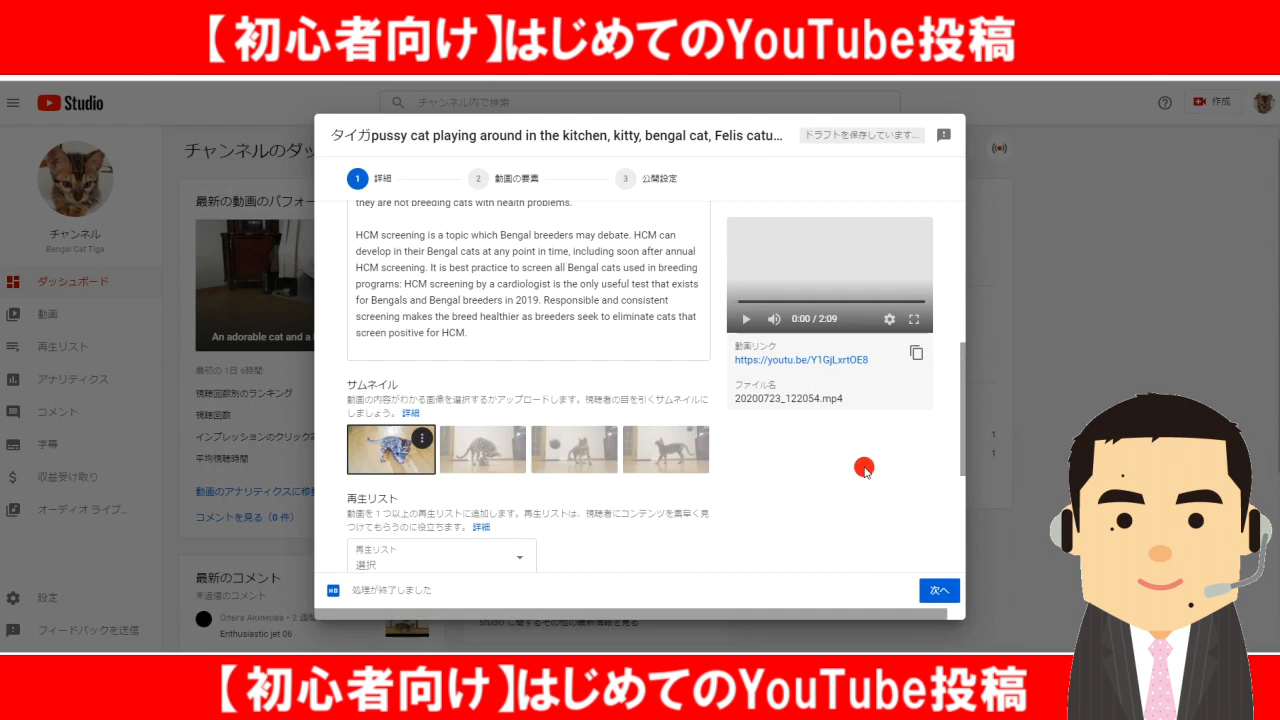 【初心者向け】はじめてのYouTube投稿
Studio
チャンネル内で検索
作成
タイガpussy cat playing around in the kitchen, kitty, bengal cat, Felis catu...
ドラフトを保存しています...
1 詳細
2 動画の要素
3 公開設定
チャンネル
Bengal Cat Tiga
ダッシュボード
動画
再生リスト
アナリティクス
コメント
字幕
収益受け取り
オーディオ ライブ...
設定
フィードバックを送信
チャンネルのダッ
最新の動画のパフォー
An adorable cat and a
最初の 1日 6時間
視聴回数別のランキング
視聴回数
インプレッションのクリック
平均視聴時間
動画のアナリティクスに移
コメントを見る（0 件）
最新のコメント
未返信のコメント
Ольга Акимова • 2 週
Enthusiastic jet 06
they are not breeding cats with health problems.
HCM screening is a topic which Bengal breeders may debate. HCM can
develop in their Bengal cats at any point in time, including soon after annual
HCM screening. It is best practice to screen all Bengal cats used in breeding
programs: HCM screening by a cardiologist is the only useful test that exists
for Bengals and Bengal breeders in 2019. Responsible and consistent
screening makes the breed healthier as breeders seek to eliminate cats that
screen positive for HCM.
サムネイル
動画の内容がわかる画像を選択するかアップロードします。視聴者の目を引くサムネイルに
しましょう。 詳細
再生リスト
動画を 1 つ以上の再生リストに追加します。再生リストは、視聴者にコンテンツを素早く見
つけてもらうのに役立ちます。 詳細
再生リスト
選択
0:00 / 2:09
動画リンク
https://youtu.be/Y1GjLxrtOE8
ファイル名
20200723_122054.mp4
1
1
HD 処理が終了しました
次へ
Studio に関するその他の最新情報を見る
【初心者向け】はじめてのYouTube投稿